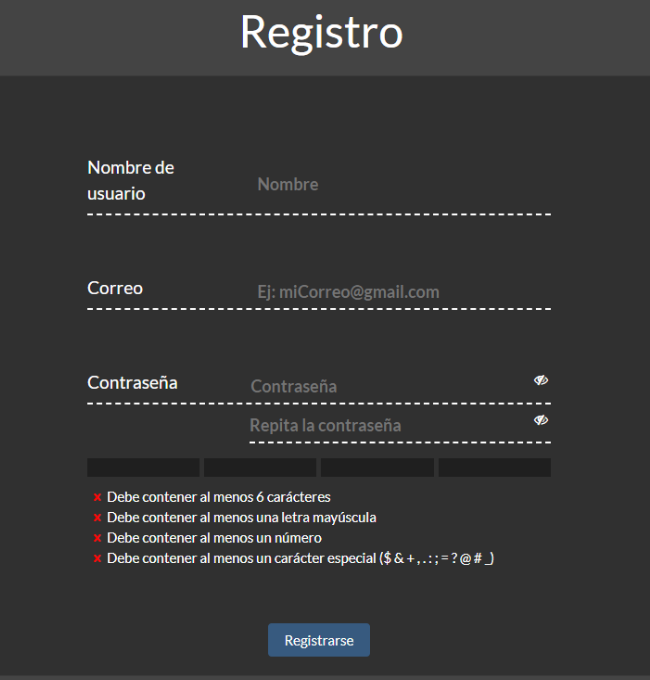 Registro
Nombre de
usuario
Nombre
Correo
Ej: miCorreo@gmail.com
Contraseña
Contraseña
Repita la contraseña
Debe contener al menos 6 carácteres
Debe contener al menos una letra mayúscula
Debe contener al menos un número
Debe contener al menos un carácter especial ($ & + , . : ; = ? @ # _)
Registrarse